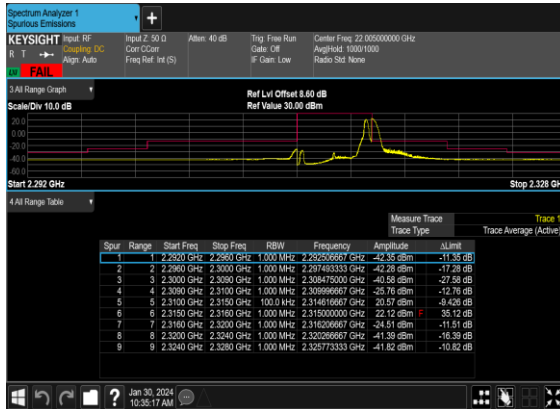 Spectrum Analyzer 1
Spurious Emissions
+
KEYSIGHT Input: RF Input Z: 50 Ω Atten: 40 dB Trig: Free Run Center Freq: 22.005000000 GHz
R T Coupling: DC Corr CCorr Gate: Off Avg|Hold: 1000/1000
Align: Auto Freq Ref: Int (S) IF Gain: Low Radio Std: None
LXI FAIL
3 All Range Graph Ref Lvl Offset 8.60 dB
Scale/Div 10.0 dB Ref Value 30.00 dBm
20.0
0.00
-20.0
-40.0
-60.0
Start 2.292 GHz Stop 2.328 GH
4 All Range Table
Measure Trace Trace 1
Trace Type Trace Average (Active)
Spur Range Start Freq Stop Freq RBW Frequency Amplitude ΔLimit
1 1 2.2920 GHz 2.2960 GHz 1.000 MHz 2.292506667 GHz -42.35 dBm -11.35 dB
2 2 2.2960 GHz 2.3000 GHz 1.000 MHz 2.297493333 GHz -42.28 dBm -17.28 dB
3 3 2.3000 GHz 2.3090 GHz 1.000 MHz 2.308475000 GHz -40.58 dBm -27.58 dB
4 4 2.3090 GHz 2.3100 GHz 1.000 MHz 2.309996667 GHz -25.76 dBm -12.76 dB
5 5 2.3100 GHz 2.3150 GHz 100.0 kHz 2.314616667 GHz 20.57 dBm -9.426 dB
6 6 2.3150 GHz 2.3160 GHz 1.000 MHz 2.315000000 GHz 22.12 dBm F 35.12 dB
7 7 2.3160 GHz 2.3200 GHz 1.000 MHz 2.316206667 GHz -24.51 dBm -11.51 dB
8 8 2.3200 GHz 2.3240 GHz 1.000 MHz 2.320266667 GHz -41.39 dBm -16.39 dB
9 9 2.3240 GHz 2.3280 GHz 1.000 MHz 2.325773333 GHz -41.82 dBm -10.82 dB
? Jan 30, 2024
10:35:17 AM